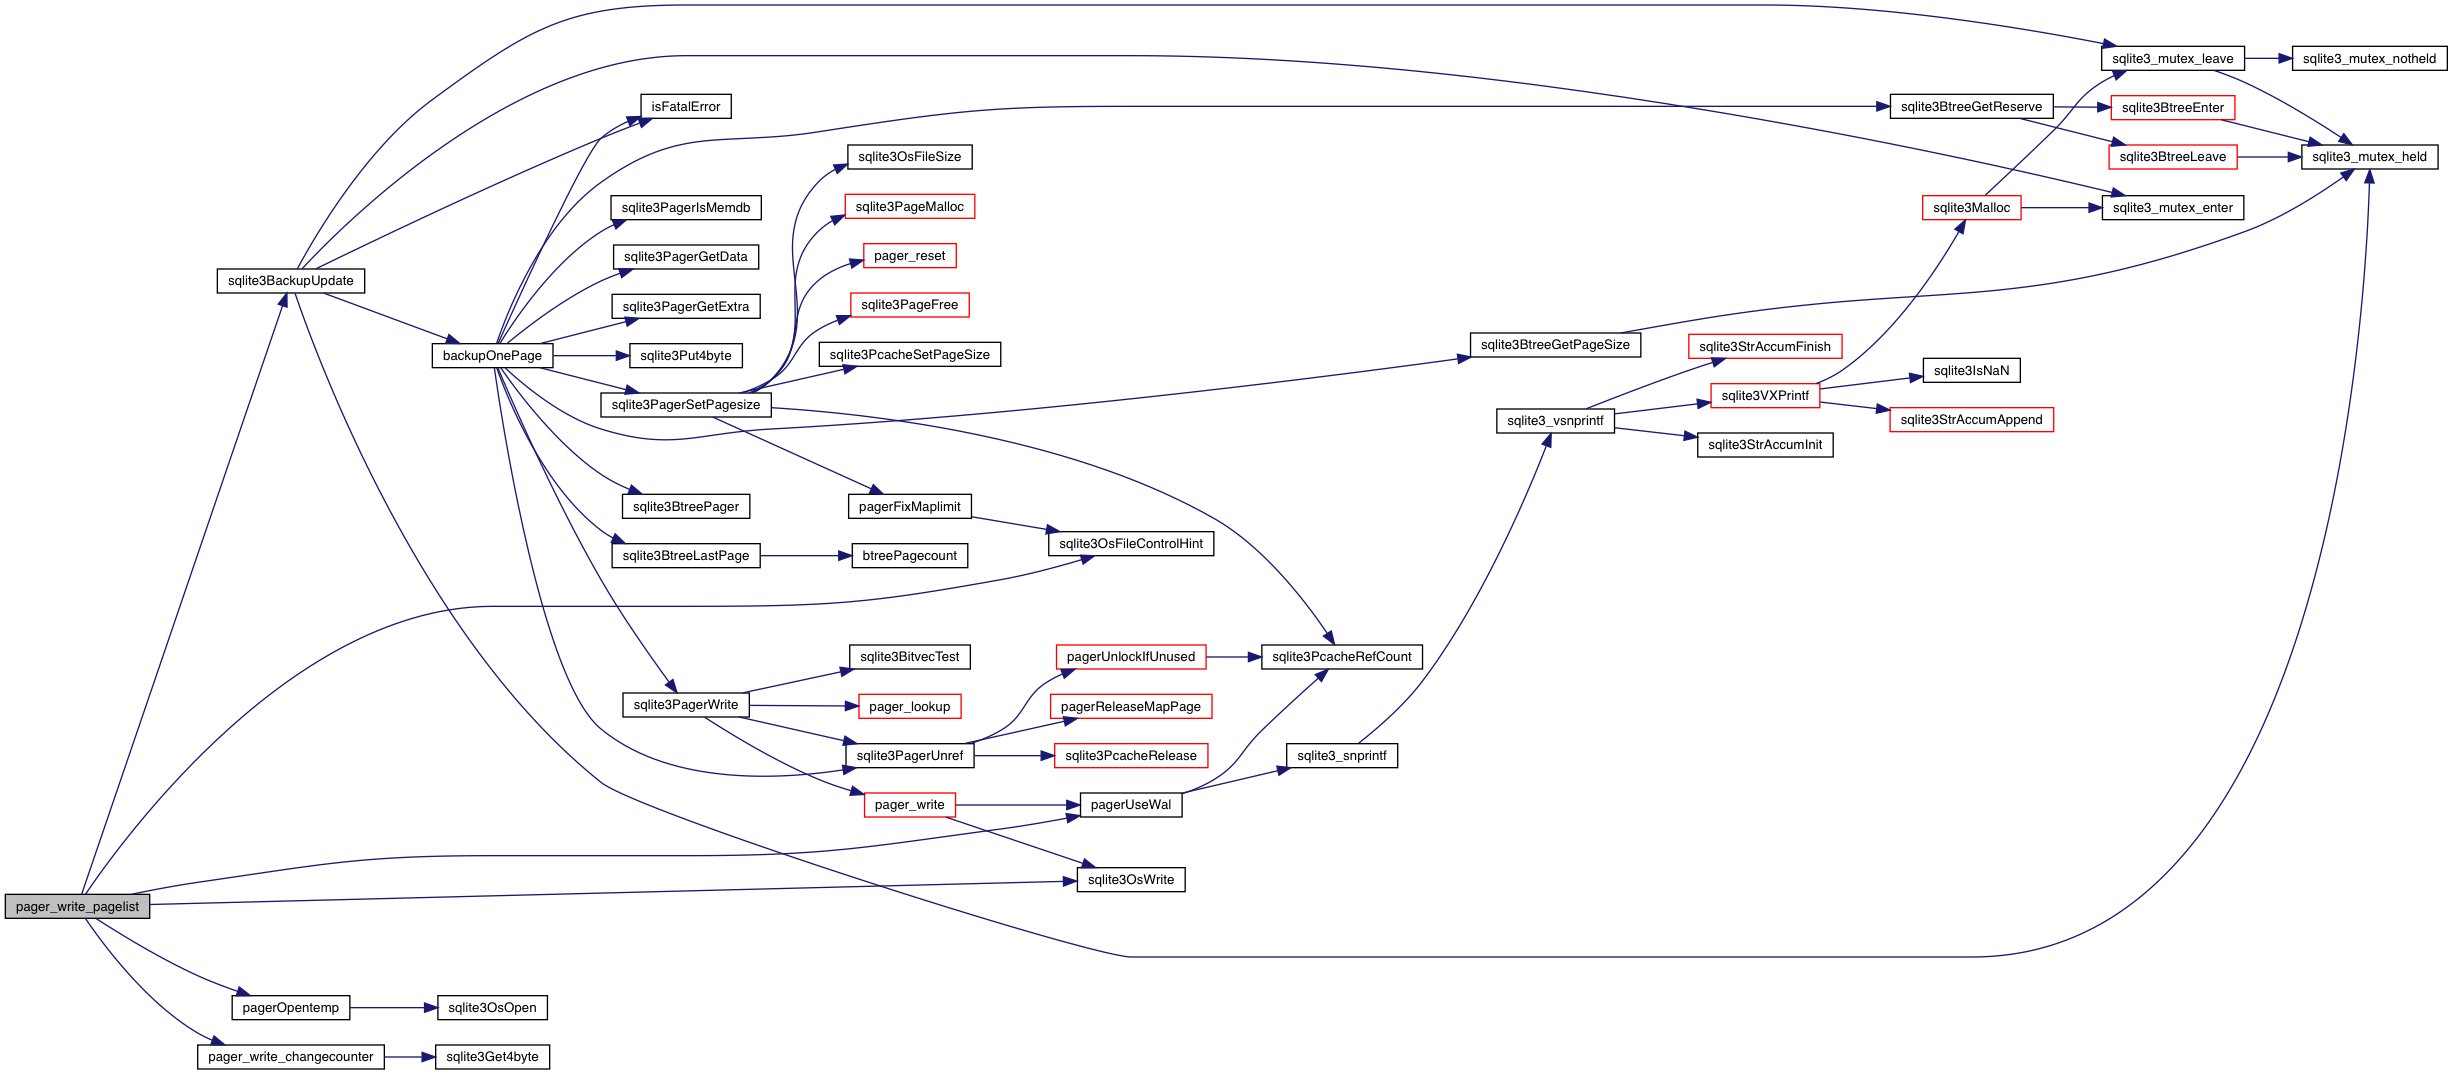 sqlite3_mutex_leave
sqlite3_mutex_notheld
isFatalError
sqlite3BtreeGetReserve
sqlite3BtreeEnter
sqlite3OsFileSize
sqlite3BtreeLeave
sqlite3_mutex_held
sqlite3PagerIsMemdb
sqlite3PageMalloc
sqlite3Malloc
sqlite3_mutex_enter
sqlite3PagerGetData
pager_reset
sqlite3BackupUpdate
sqlite3PagerGetExtra
sqlite3PageFree
backupOnePage
sqlite3Put4byte
sqlite3PcacheSetPageSize
sqlite3BtreeGetPageSize
sqlite3StrAccumFinish
sqlite3IsNaN
sqlite3PagerSetPagesize
sqlite3VXPrintf
sqlite3_vsnprintf
sqlite3StrAccumAppend
sqlite3StrAccumInit
sqlite3BtreePager
pagerFixMaplimit
sqlite3OsFileControlHint
sqlite3BtreeLastPage
btreePagecount
sqlite3BitvecTest
pagerUnlockIfUnused
sqlite3PcacheRefCount
sqlite3PagerWrite
pager_lookup
pagerReleaseMapPage
sqlite3PagerUnref
sqlite3PcacheRelease
sqlite3_snprintf
pager_write
pagerUseWal
sqlite3OsWrite
pager_write_pagelist
pagerOpentemp
sqlite3OsOpen
pager_write_changecounter
sqlite3Get4byte